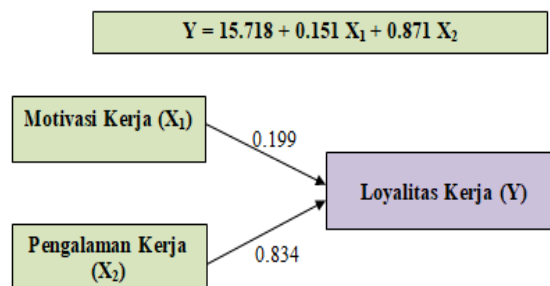 Y = 15.718 + 0.151 X₁ + 0.871 X₂
Motivasi Kerja (X₁)
0.199
Loyalitas Kerja (Y)
Pengalaman Kerja
(X₂)
0.834